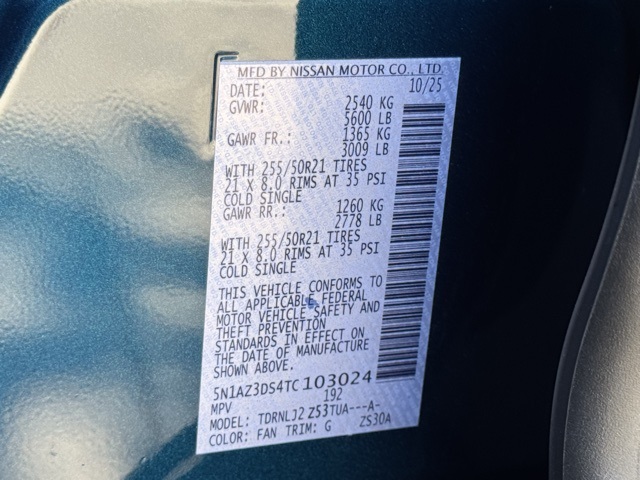 MFD BY NISSAN MOTOR CO., LTD.
DATE: 10/25
GVWR: 2540 KG
5600 LB
GAWR FR.: 1365 KG
3009 LB
WITH 255/50R21 TIRES
21 X 8.0 RIMS AT 35 PSI
COLD SINGLE
GAWR RR.: 1260 KG
2778 LB
WITH 255/50R21 TIRES
21 X 8.0 RIMS AT 35 PSI
COLD SINGLE
THIS VEHICLE CONFORMS TO
ALL APPLICABLE FEDERAL
MOTOR VEHICLE SAFETY AND
THEFT PREVENTION
STANDARDS IN EFFECT ON
THE DATE OF MANUFACTURE
SHOWN ABOVE.
5N1AZ3DS4TC103024
MPV 192
MODEL: TDRNLJ2 Z53TUA---A-
COLOR: FAN TRIM: G ZS30A